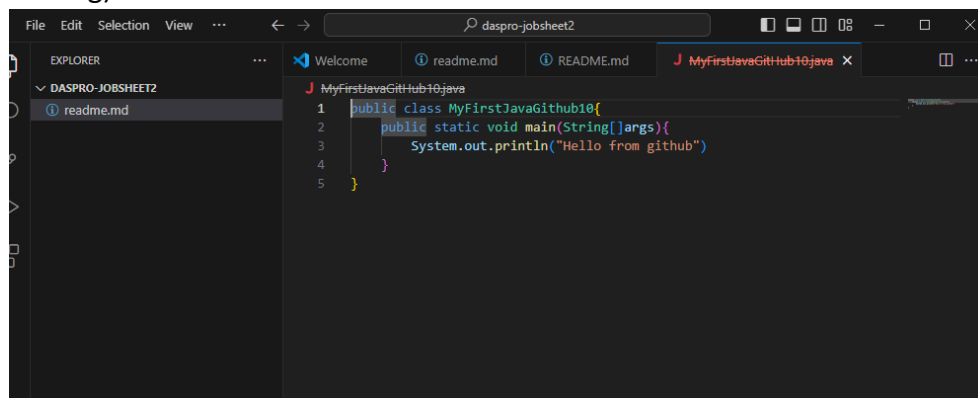 File Edit Selection View ··· ← → daspro-jobsheet2
EXPLORER ··· Welcome readme.md README.md J MyFirstJavaGitHub10.java ×
DASPRO-JOBSHEET2
readme.md
J MyFirstJavaGitHub10.java
1 public class MyFirstJavaGithub10{
2 public static void main(String[]args){
3 System.out.println("Hello from github")
4 }
5 }